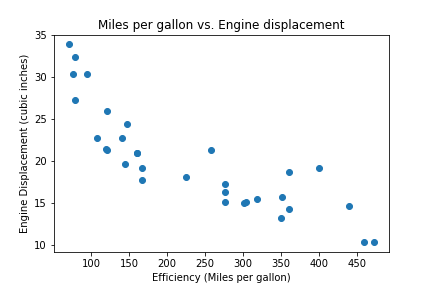 Miles per gallon vs. Engine displacement
35
30
25
20
15
10
Engine Displacement (cubic inches)
100 150 200 250 300 350 400 450
Efficiency (Miles per gallon)